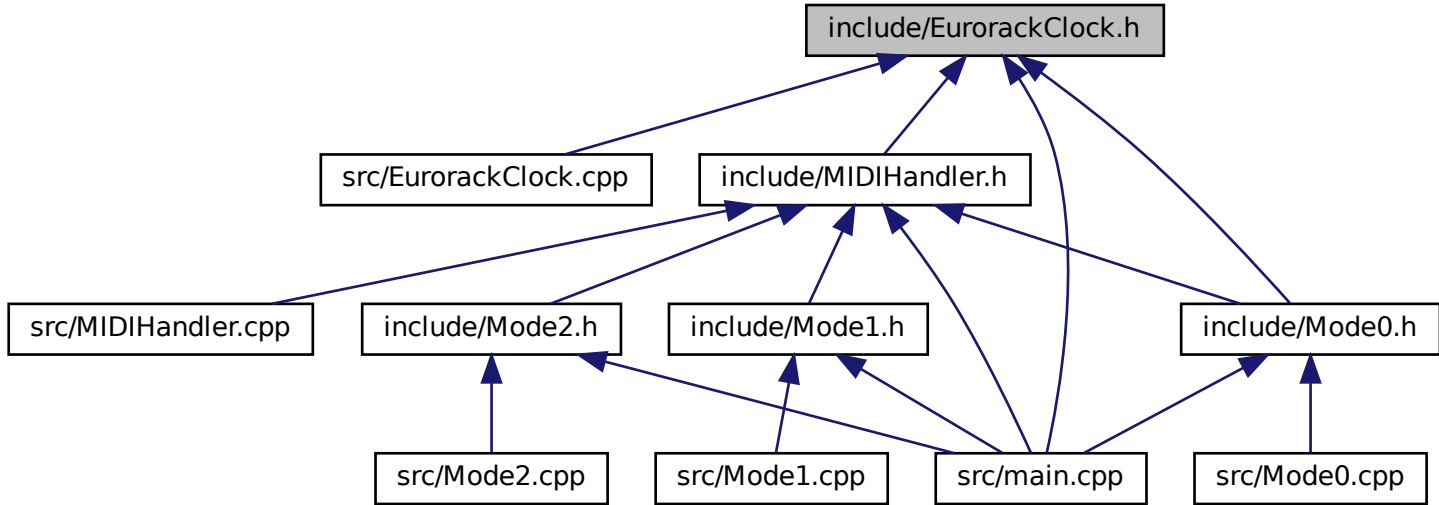 include/EurorackClock.h
src/EurorackClock.cpp
include/MIDIHandler.h
src/MIDIHandler.cpp
include/Mode2.h
include/Mode1.h
include/Mode0.h
src/Mode2.cpp
src/Mode1.cpp
src/main.cpp
src/Mode0.cpp